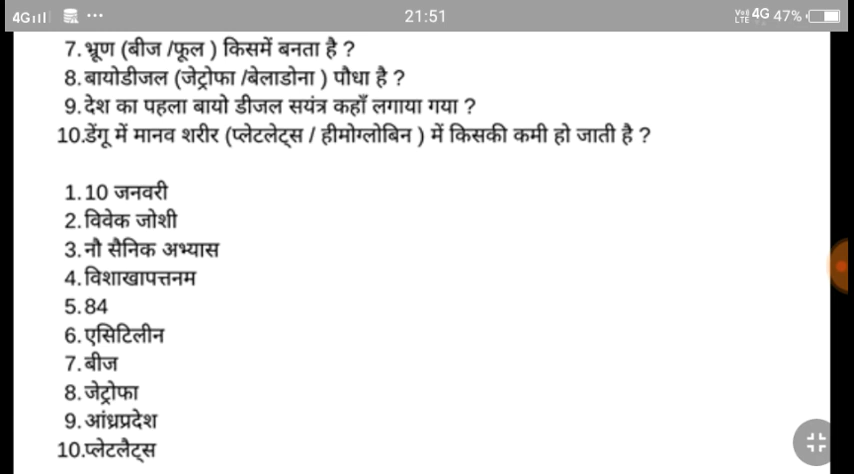 4G 21:51 Vo) LTE 4G 47%
7. भ्रूण (बीज /फूल ) किसमें बनता है ?
8. बायोडीजल (जेट्रोफा /बेलाडोना ) पौधा है ?
9. देश का पहला बायो डीजल सयंत्र कहाँ लगाया गया ?
10.डेंगू में मानव शरीर (प्लेटलेट्स / हीमोग्लोबिन ) में किसकी कमी हो जाती है ?
1. 10 जनवरी
2. विवेक जोशी
3. नौ सैनिक अभ्यास
4. विशाखापत्तनम
5. 84
6. एसिटिलीन
7. बीज
8. जेट्रोफा
9. आंध्रप्रदेश
10.प्लेटलैट्स